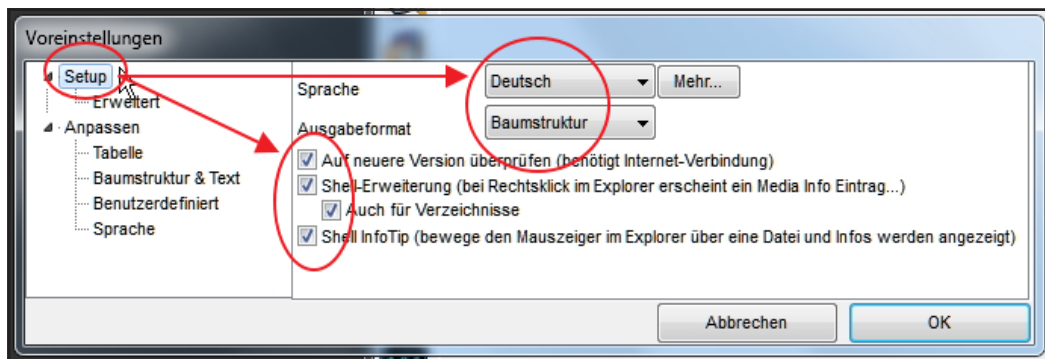 Voreinstellungen
Setup
Erweitert
Anpassen
Tabelle
Baumstruktur & Text
Benutzerdefiniert
Sprache
Sprache Deutsch Mehr...
Ausgabeformat Baumstruktur
Auf neuere Version überprüfen (benötigt Internet-Verbindung)
Shell-Erweiterung (bei Rechtsklick im Explorer erscheint ein Media Info Eintrag...)
Auch für Verzeichnisse
Shell InfoTip (bewege den Mauszeiger im Explorer über eine Datei und Infos werden angezeigt)
Abbrechen OK